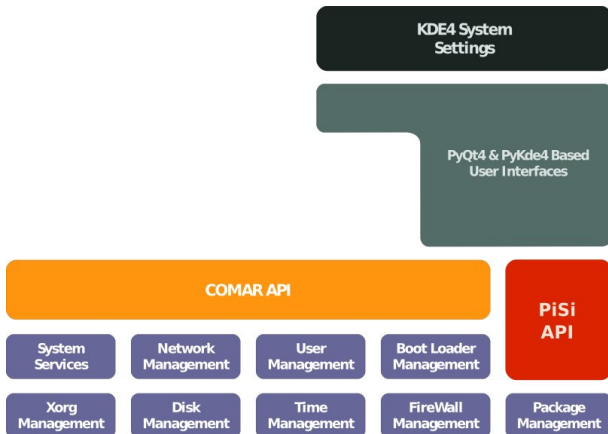 KDE4 System
Settings
PyQt4 & PyKde4 Based
User Interfaces
COMAR API
PiSi
API
System
Services
Network
Management
User
Management
Boot Loader
Management
Xorg
Management
Disk
Management
Time
Management
FireWall
Management
Package
Management